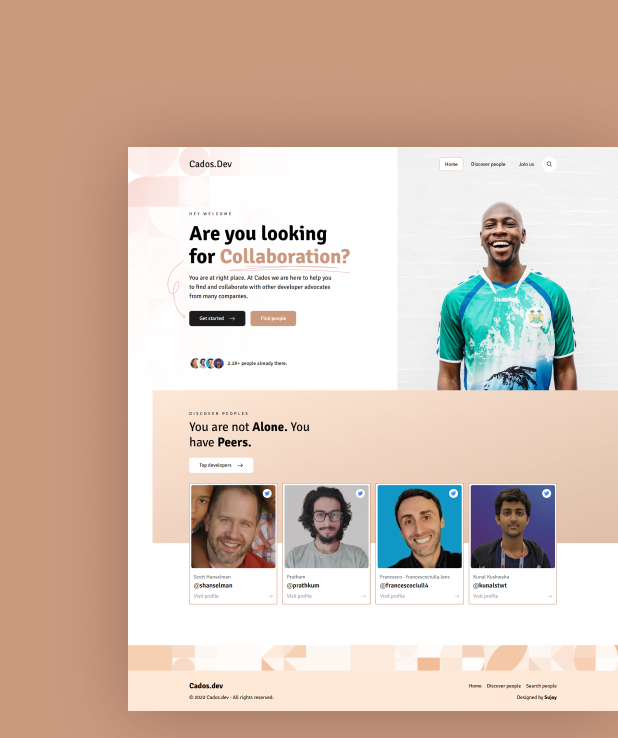 Cados.Dev
Home Discover people Join us
HEY WELCOME
Are you looking
for Collaboration?
You are at right place. At Cados we are here to help you
to find and collaborate with other developer advocates
from many companies.
Get started Find people
2.1K+ people already there.
DISCOVER PEOPLES
You are not Alone. You
have Peers.
Top developers
Scott Hanselman
@shanselman
Visit profile
Pratham
@prathkum
Visit profile
Francesco - francescociulla.lens
@francescociull4
Visit profile
Kunal Kushwaha
@kunalstwt
Visit profile
Cados.dev
© 2022 Cados.dev - All rights reserved.
Home Discover people Search people
Designed by Sujoy